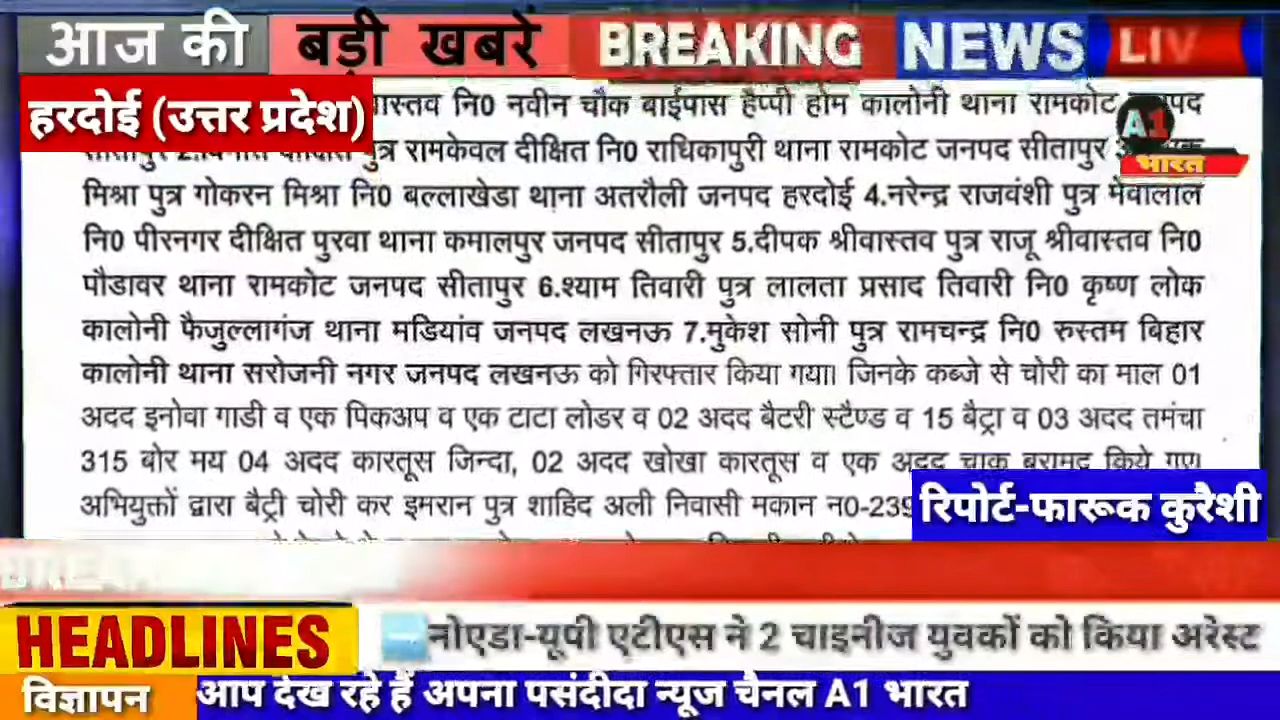 आज की बड़ी खबरें BREAKING NEWS LIV
हरदोई (उत्तर प्रदेश)
नि0 नवीन चौक बाईपास हैप्पी होम कालोनी थाना रामकोट
A1
भारत
पुत्र रामकेवल दीक्षित नि0 राधिकापुरी थाना रामकोट जनपद सीतापुर
मिश्रा पुत्र गोकरन मिश्रा नि0 बल्लाखेडा थाना अतरौली जनपद हरदोई 4.नरेन्द्र राजवंशी पुत्र मेवालाल
नि0 पीरनगर दीक्षित पुरवा थाना कमालपुर जनपद सीतापुर 5.दीपक श्रीवास्तव पुत्र राजू श्रीवास्तव नि0
पौडावर थाना रामकोट जनपद सीतापुर 6.श्याम तिवारी पुत्र लालता प्रसाद तिवारी नि0 कृष्ण लोक
कालोनी फैजुल्लागंज थाना मडियांव जनपद लखनऊ 7.मुकेश सोनी पुत्र रामचन्द्र नि0 रुस्तम बिहार
कालोनी थाना सरोजनी नगर जनपद लखनऊ को गिरफ्तार किया गया। जिनके कब्जे से चोरी का माल 01
अदद इनोवा गाडी व एक पिकअप व एक टाटा लोडर व 02 अदद बैटरी स्टैण्ड व 15 बैट्रा व 03 अदद तमंचा
315 बोर मय 04 अदद कारतूस जिन्दा, 02 अदद खोखा कारतूस व एक अदद चाकू बरामद किये गए।
अभियुक्तों द्वारा बैट्री चोरी कर इमरान पुत्र शाहिद अली निवासी मकान न0-239
रिपोर्ट-फारूक कुरैशी
HEADLINES
नोएडा-यूपी एटीएस ने 2 चाइनीज युवकों को किया अरेस्ट
विज्ञापन आप देख रहे हैं अपना पसंदीदा न्यूज चैनल A1 भारत